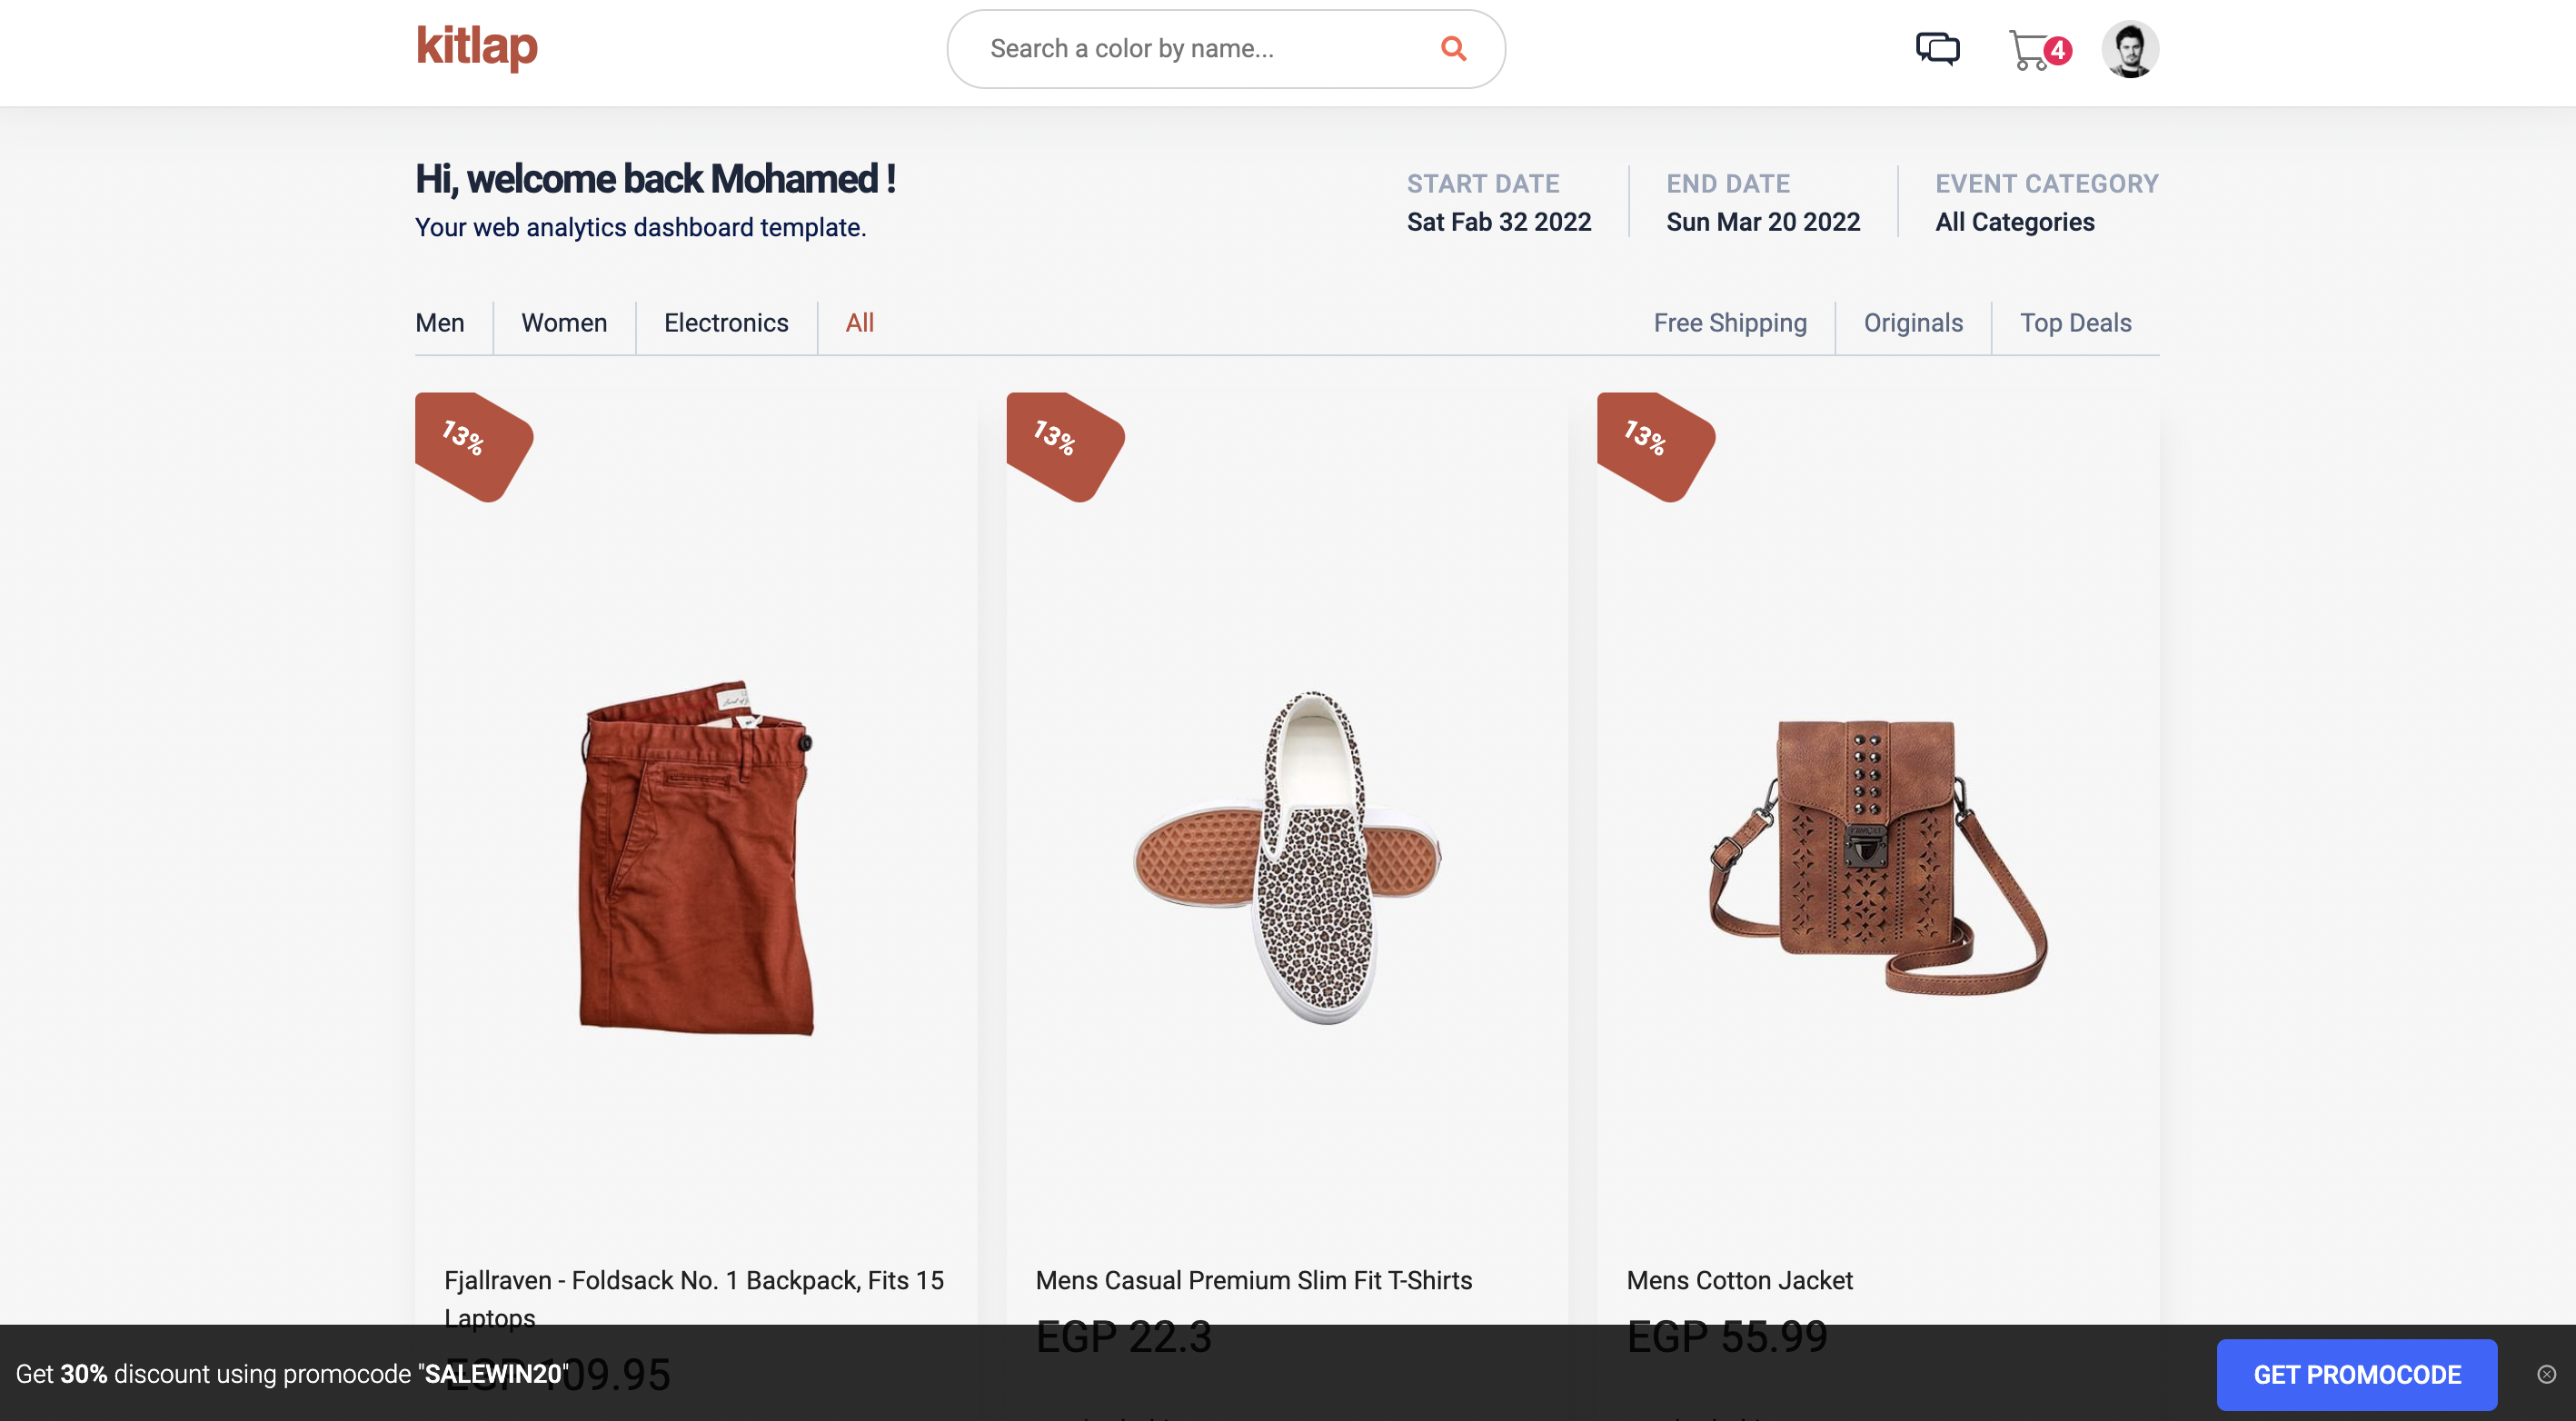 kitlap
Search a color by name...
4
Hi, welcome back Mohamed !
Your web analytics dashboard template.
START DATE
Sat Fab 32 2022
END DATE
Sun Mar 20 2022
EVENT CATEGORY
All Categories
Men
Women
Electronics
All
Free Shipping
Originals
Top Deals
13%
13%
13%
Fjallraven - Foldsack No. 1 Backpack, Fits 15
Laptops
EGP 109.95
Mens Casual Premium Slim Fit T-Shirts
EGP 22.3
Mens Cotton Jacket
EGP 55.99
Get 30% discount using promocode "SALEWIN20"
GET PROMOCODE